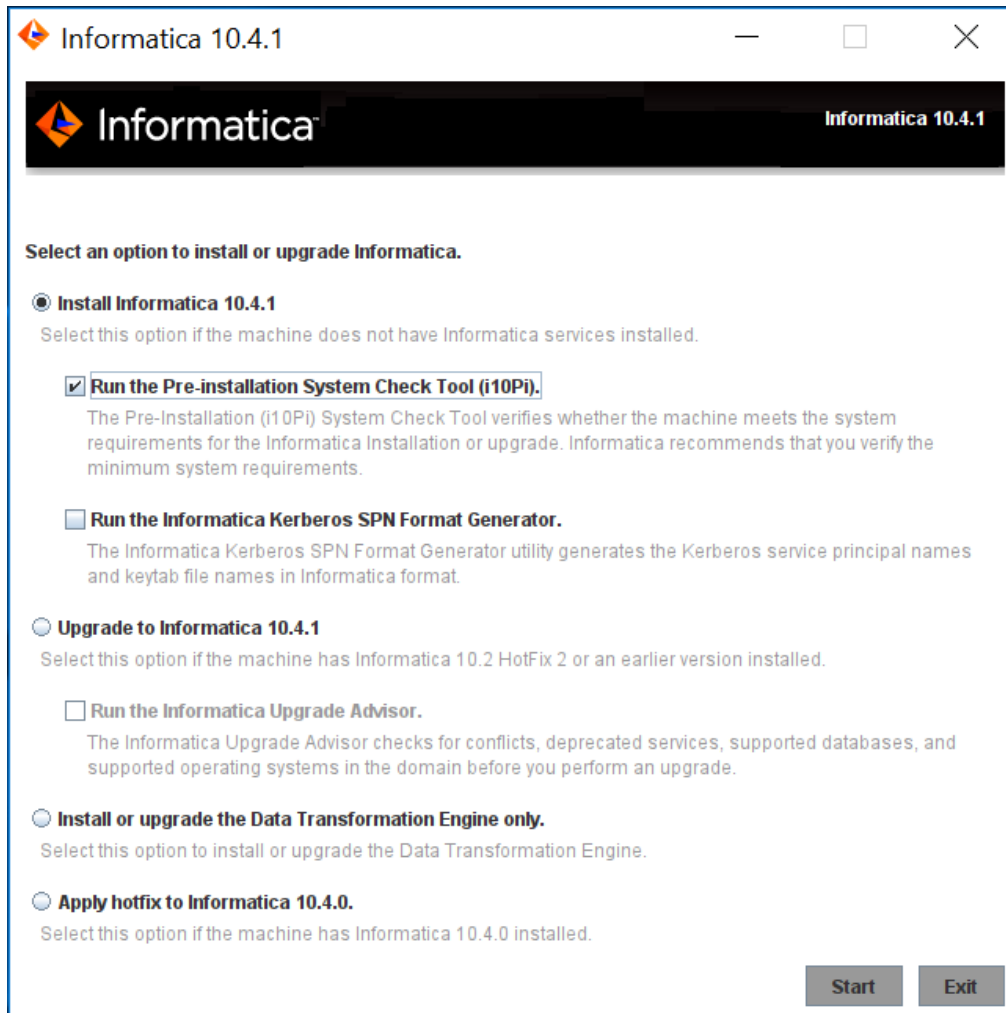 Informatica 10.4.1
Informatica
Informatica 10.4.1
Select an option to install or upgrade Informatica.
Install Informatica 10.4.1
Select this option if the machine does not have Informatica services installed.
Run the Pre-installation System Check Tool (i10Pi).
The Pre-Installation (i10Pi) System Check Tool verifies whether the machine meets the system
requirements for the Informatica Installation or upgrade. Informatica recommends that you verify the
minimum system requirements.
Run the Informatica Kerberos SPN Format Generator.
The Informatica Kerberos SPN Format Generator utility generates the Kerberos service principal names
and keytab file names in Informatica format.
Upgrade to Informatica 10.4.1
Select this option if the machine has Informatica 10.2 HotFix 2 or an earlier version installed.
Run the Informatica Upgrade Advisor.
The Informatica Upgrade Advisor checks for conflicts, deprecated services, supported databases, and
supported operating systems in the domain before you perform an upgrade.
Install or upgrade the Data Transformation Engine only.
Select this option to install or upgrade the Data Transformation Engine.
Apply hotfix to Informatica 10.4.0.
Select this option if the machine has Informatica 10.4.0 installed.
Start Exit